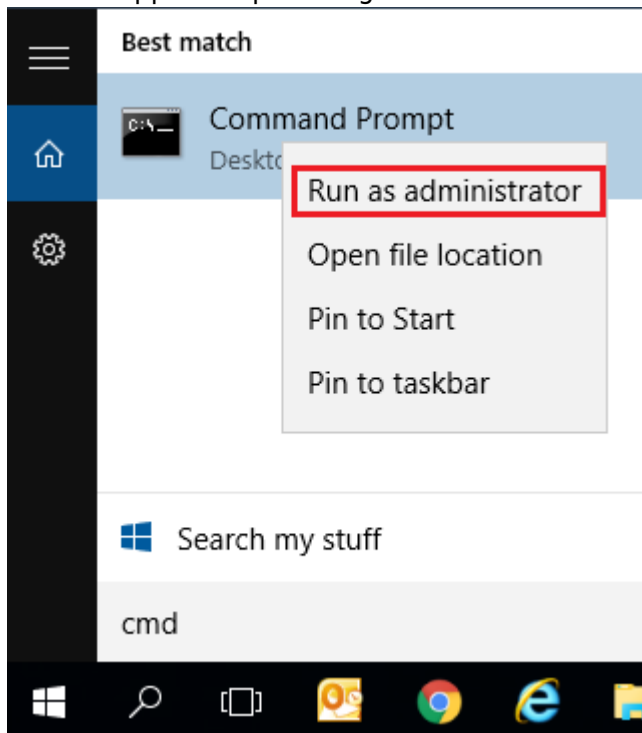 Best match
Command Prompt
Run as administrator
Open file location
Pin to Start
Pin to taskbar
Search my stuff
cmd